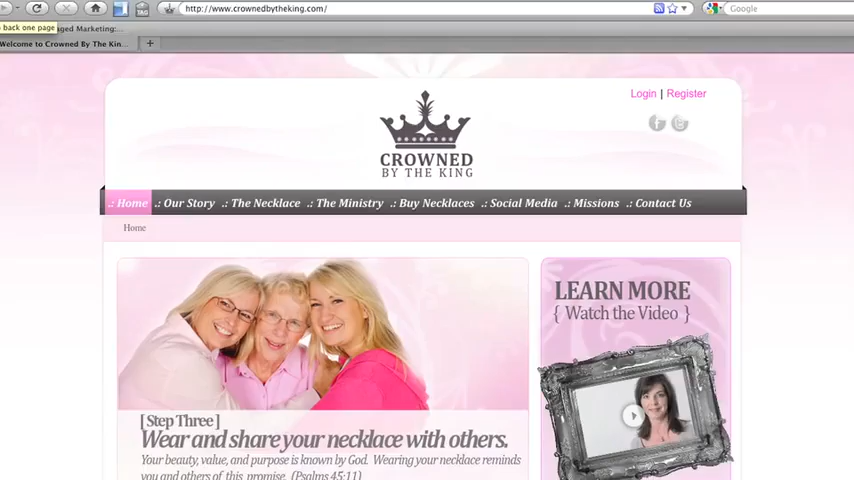 http://www.crownedbytheking.com/
Google
back one page
aged Marketing:...
Welcome to Crowned By The Kin...
Login | Register
CROWNED
BY THE KING
.: Home .: Our Story .: The Necklace .: The Ministry .: Buy Necklaces .: Social Media .: Missions .: Contact Us
Home
LEARN MORE
{ Watch the Video }
[ Step Three ]
Wear and share your necklace with others.
Your beauty, value, and purpose is known by God. Wearing your necklace reminds
you and others of this promise. (Psalms 45:11)